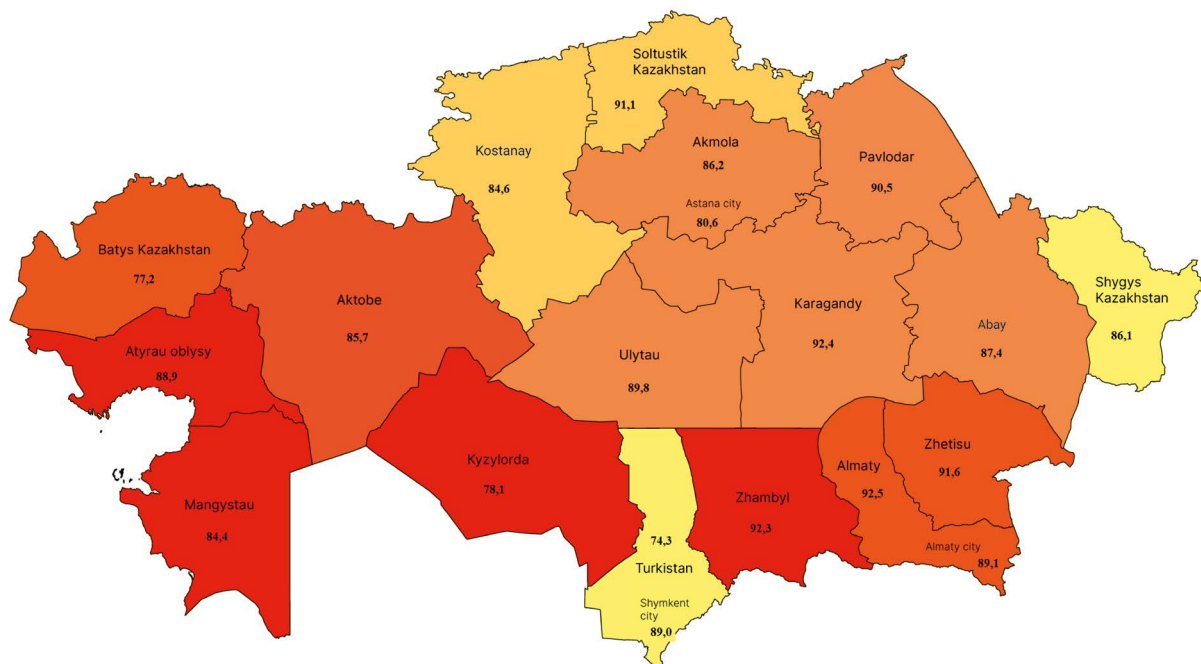 Soltustik
Kazakhstan
91,1
Kostanay
84,6
Akmola
86,2
Astana city
80,6
Pavlodar
90,5
Batys Kazakhstan
77,2
Aktobe
85,7
Atyrau oblysy
88,9
Mangystau
84,4
Kyzylorda
78,1
Ulytau
89,8
Karagandy
92,4
Abay
87,4
Shygys
Kazakhstan
86,1
Zhetisu
91,6
Almaty
92,5
Almaty city
89,1
Zhambyl
92,3
74,3
Turkistan
Shymkent
city
89,0